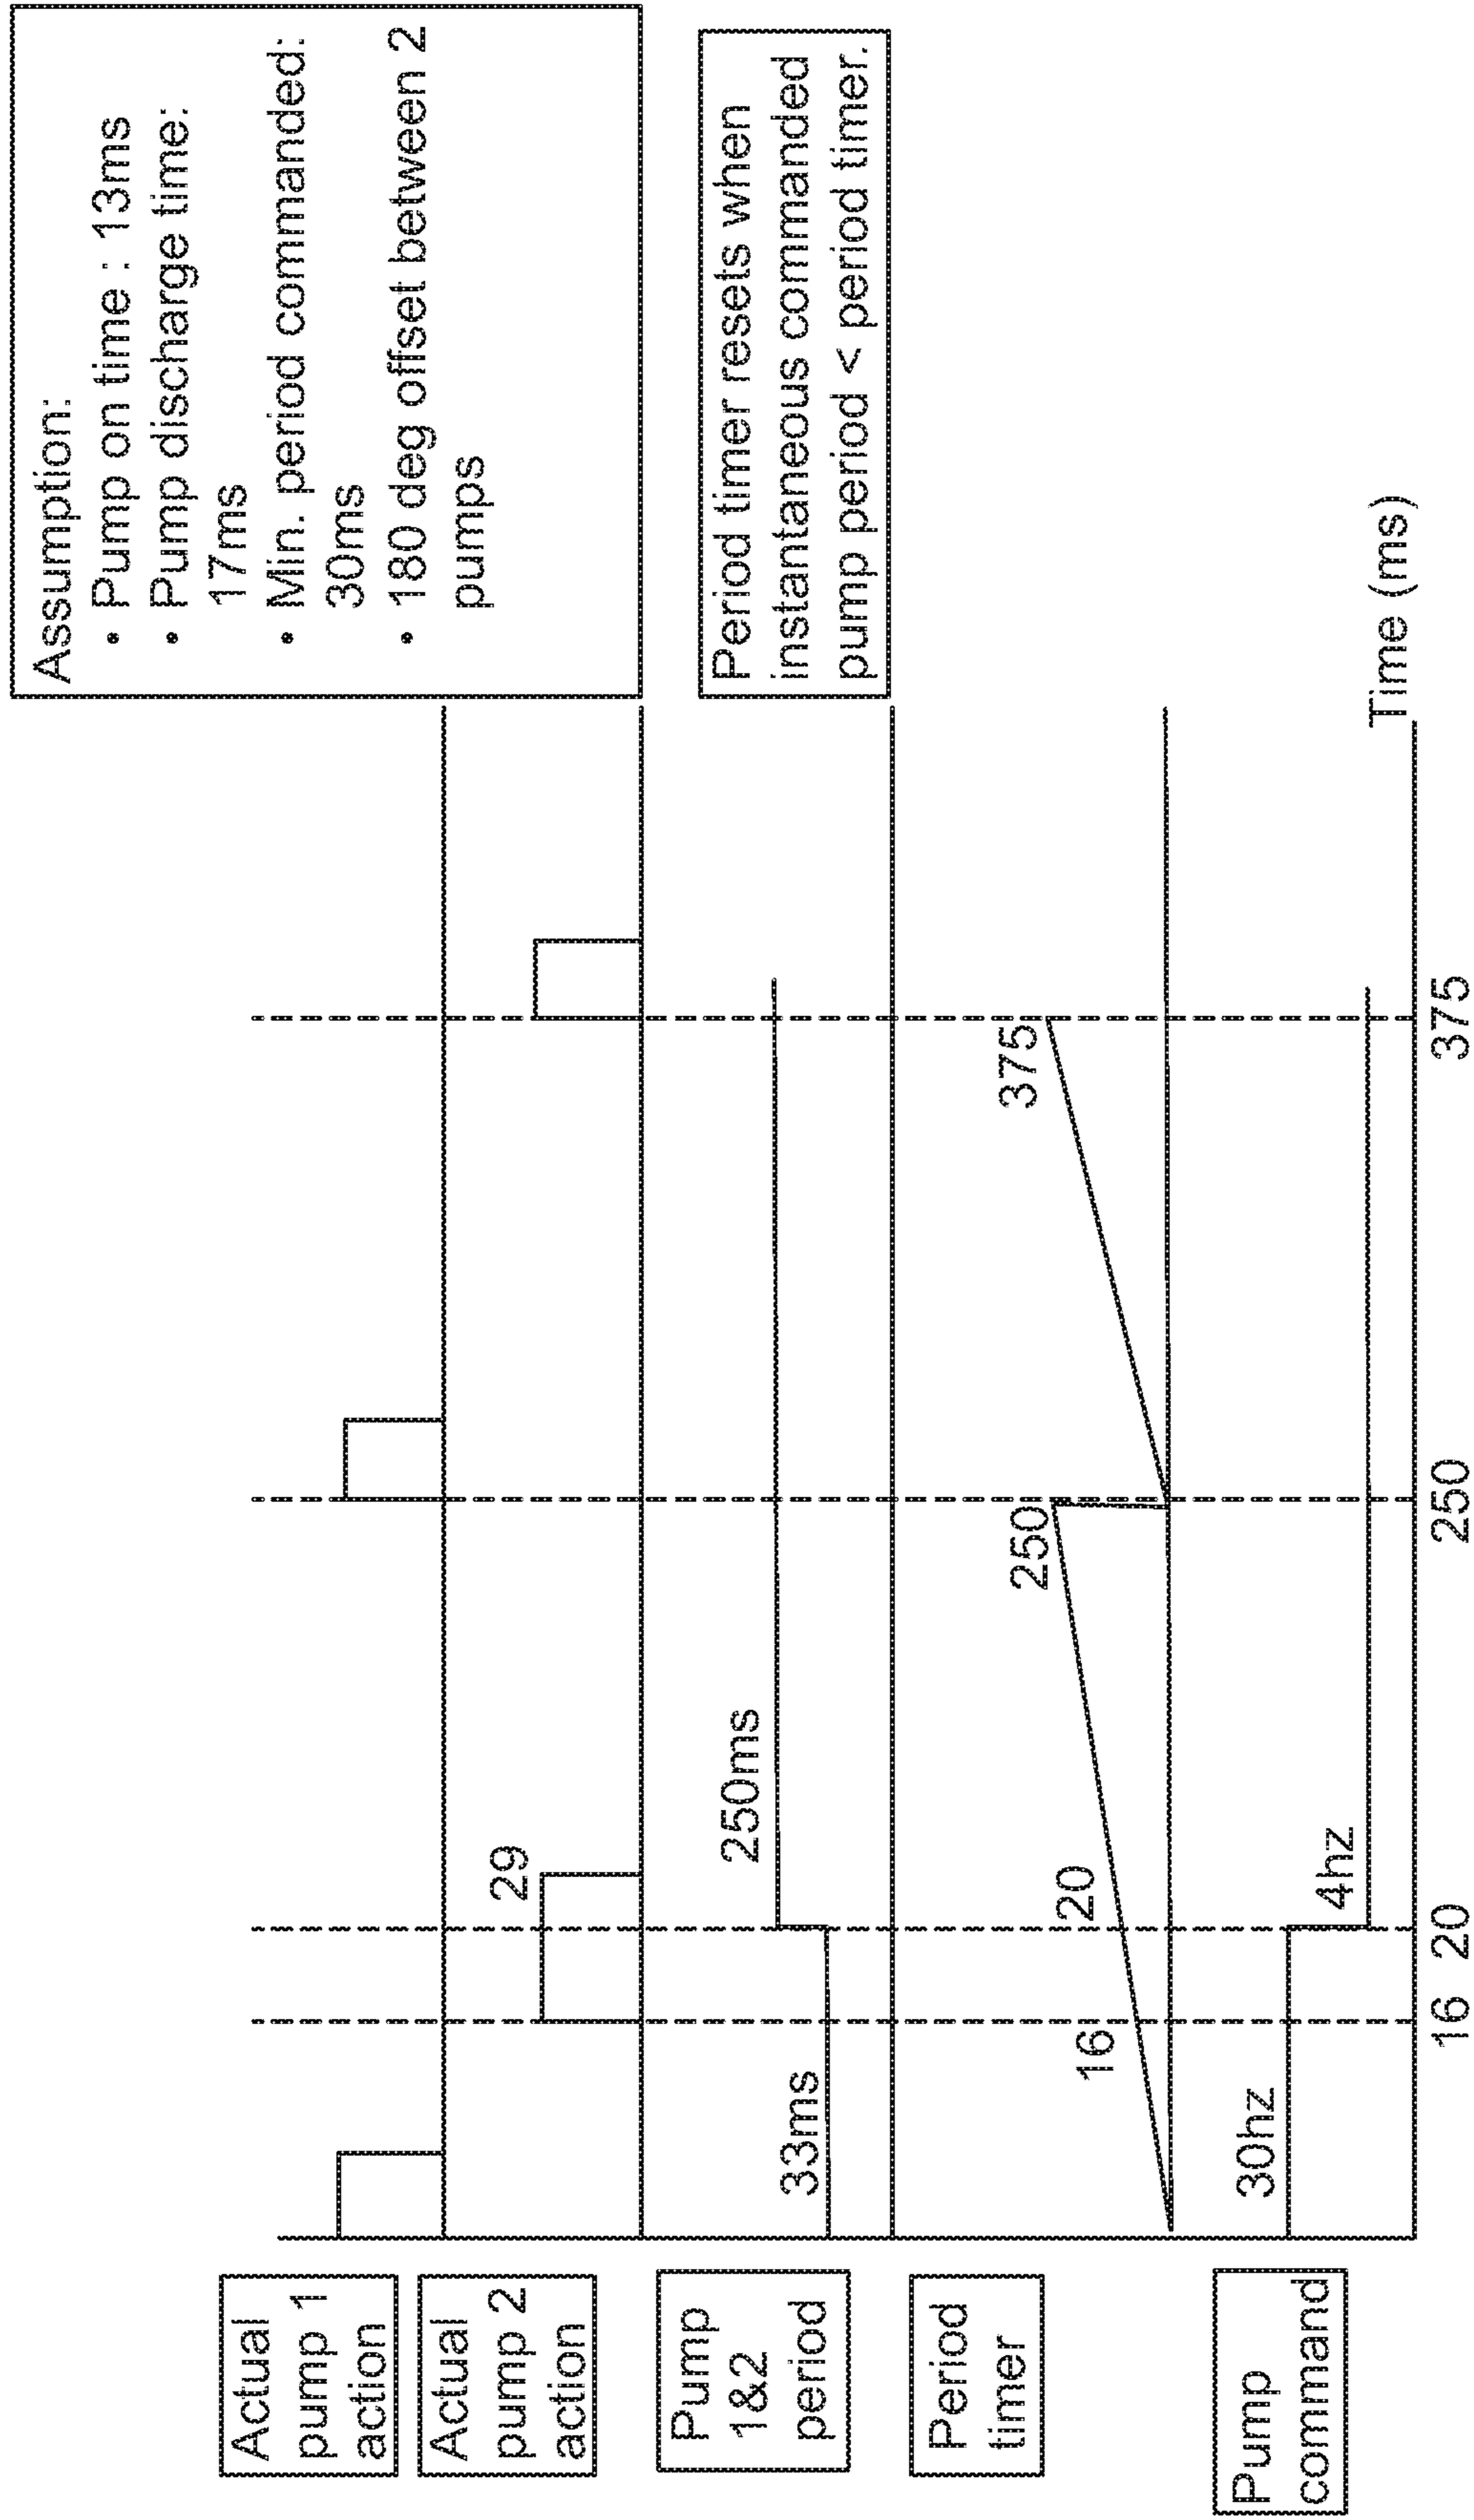 Assumption:
• Pump on time : 13ms
• Pump discharge time:
17ms
• Min. period commanded:
30ms
• 180 deg offset between 2
pumps
Period timer resets when
instantaneous commanded
pump period < period timer.
Actual
pump 1
action
Actual
pump 2
action
29
Pump
1&2
period
33ms
250ms
Period
timer
16
20
250
375
Pump
command
30hz
4hz
16
20
250
375
Time (ms)